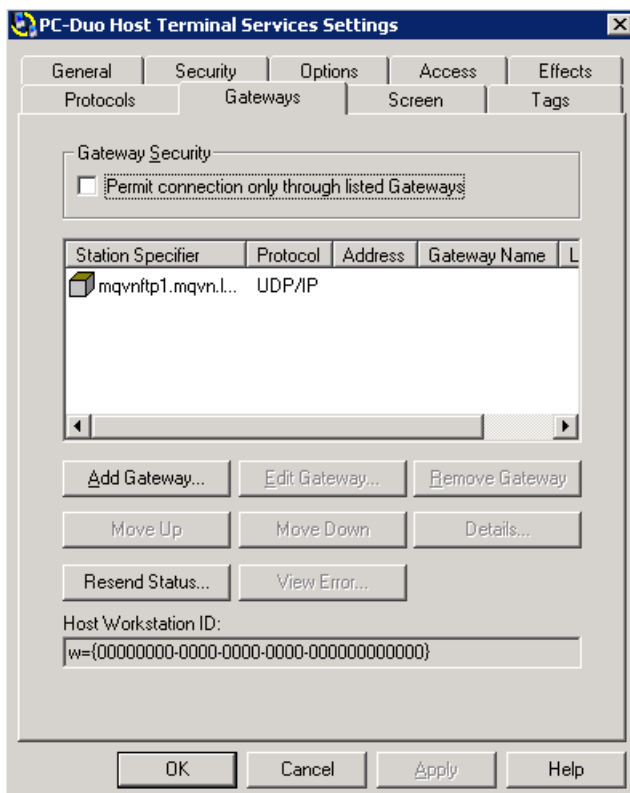 PC-Duo Host Terminal Services Settings
General Security Options Access Effects
Protocols Gateways Screen Tags
Gateway Security
Permit connection only through listed Gateways
Station Specifier Protocol Address Gateway Name L
mqvnftp1.mqvn.l... UDP/IP
Add Gateway... Edit Gateway... Remove Gateway
Move Up Move Down Details...
Resend Status... View Error...
Host Workstation ID:
w={00000000-0000-0000-0000-000000000000}
OK Cancel Apply Help